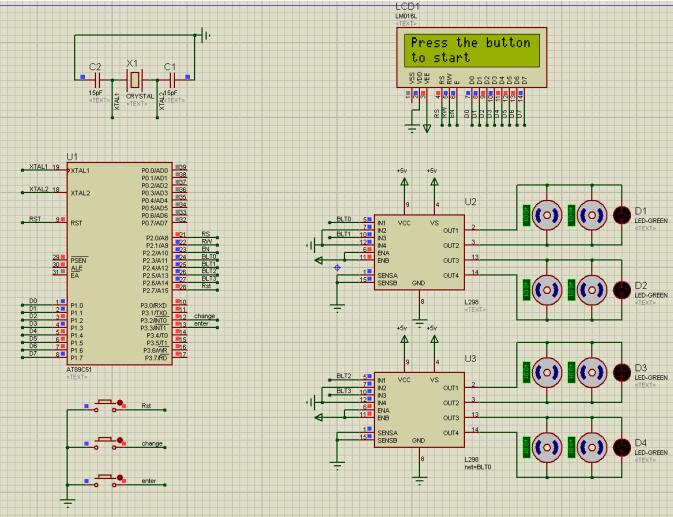 LCD1
LM016L
<TEXT>
Press the button
to start
VSS
VDD
VEE
RS
RW
E
D0
D1
D2
D3
D4
D5
D6
D7
1
2
3
4
5
6
7
8
9
10
11
12
13
14
RS
RW
EN
D0
D1
D2
D3
D4
D5
D6
D7
C2
15pF
<TEXT>
X1
CRYSTAL
<TEXT>
C1
15pF
<TEXT>
XTAL1
XTAL2
U1
XTAL1 19 XTAL1
XTAL2 18 XTAL2
RST 9 RST
29 PSEN
30 ALE
31 EA
D0 1 P1.0
D1 2 P1.1
D2 3 P1.2
D3 4 P1.3
D4 5 P1.4
D5 6 P1.5
D6 7 P1.6
D7 8 P1.7
P0.0/AD0 39
P0.1/AD1 38
P0.2/AD2 37
P0.3/AD3 36
P0.4/AD4 35
P0.5/AD5 34
P0.6/AD6 33
P0.7/AD7 32
P2.0/A8 21 RS
P2.1/A9 22 RW
P2.2/A10 23 EN
P2.3/A11 24 BLT0
P2.4/A12 25 BLT1
P2.5/A13 26 BLT2
P2.6/A14 27 BLT3
P2.7/A15 28 Rst
P3.0/RXD 10
P3.1/TXD 11
P3.2/INT0 12 change
P3.3/INT1 13 enter
P3.4/T0 14
P3.5/T1 15
P3.6/WR 16
P3.7/RD 17
AT89C51
<TEXT>
Rst
change
enter
+5v
+5v
9
4
U2
VCC
VS
BLT0 5 IN1
7 IN2
BLT1 10 IN3
12 IN4
6 ENA
11 ENB
1 SENSA
15 SENSB
GND
8
OUT1 2
OUT2 3
OUT3 13
OUT4 14
L298
<TEXT>
D1
LED-GREEN
<TEXT>
D2
LED-GREEN
<TEXT>
+5v
+5v
9
4
U3
VCC
VS
BLT2 5 IN1
7 IN2
BLT3 10 IN3
12 IN4
6 ENA
11 ENB
1 SENSA
15 SENSB
GND
8
OUT1 2
OUT2 3
OUT3 13
OUT4 14
L298
net=BLT0
D3
LED-GREEN
<TEXT>
D4
LED-GREEN
<TEXT>